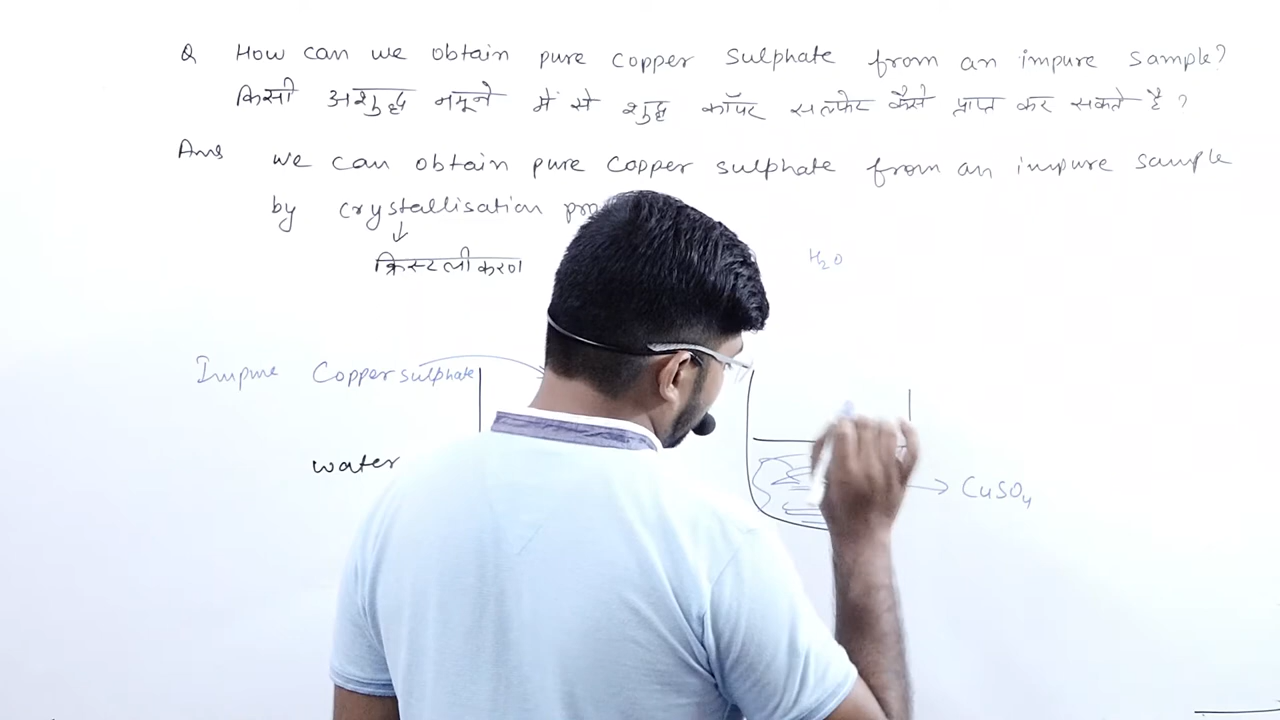 Q How can we obtain pure copper sulphate from an impure sample?
किसी अशुद्ध नमूने में से शुद्ध कॉपर सल्फेट कैसे प्राप्त कर सकते है ?
Ans we can obtain pure copper sulphate from an impure sample
by crystallisation
क्रिस्टलीकरण
H₂O
Impure Copper sulphate
water
CuSO₄